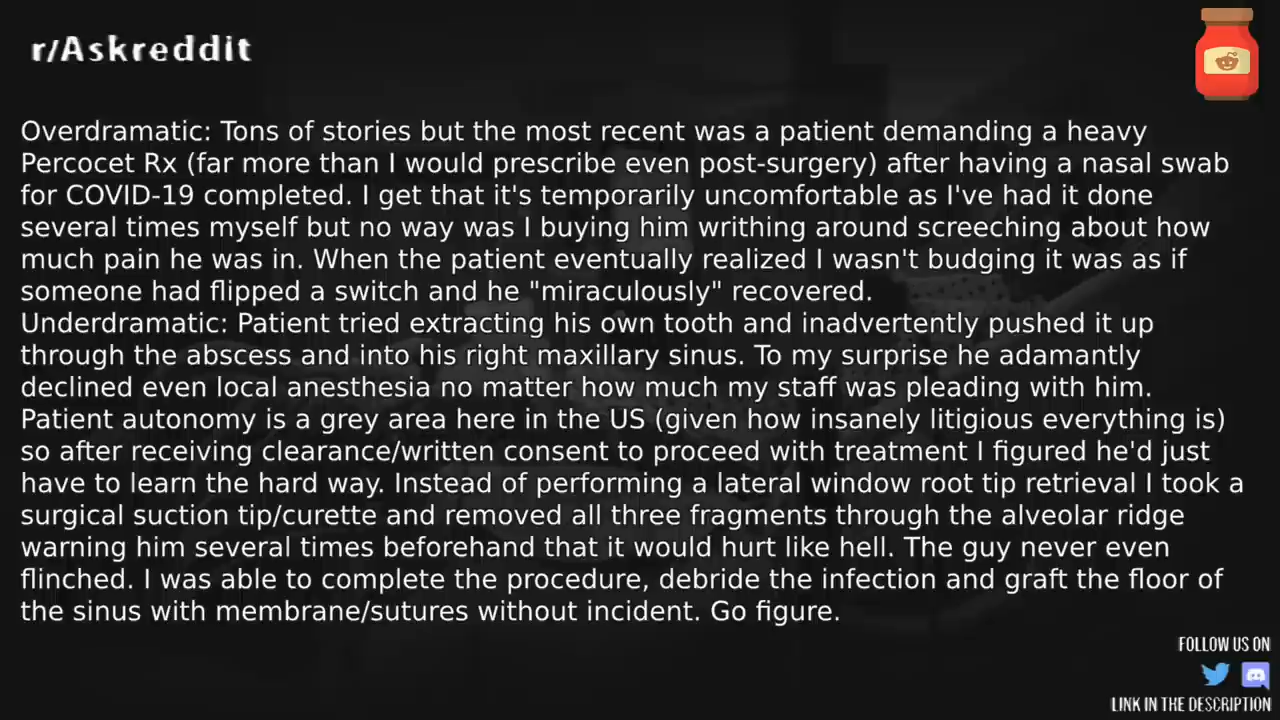 r/Askreddit
Overdramatic: Tons of stories but the most recent was a patient demanding a heavy
Percocet Rx (far more than I would prescribe even post-surgery) after having a nasal swab
for COVID-19 completed. I get that it's temporarily uncomfortable as I've had it done
several times myself but no way was I buying him writhing around screeching about how
much pain he was in. When the patient eventually realized I wasn't budging it was as if
someone had flipped a switch and he "miraculously" recovered.
Underdramatic: Patient tried extracting his own tooth and inadvertently pushed it up
through the abscess and into his right maxillary sinus. To my surprise he adamantly
declined even local anesthesia no matter how much my staff was pleading with him.
Patient autonomy is a grey area here in the US (given how insanely litigious everything is)
so after receiving clearance/written consent to proceed with treatment I figured he'd just
have to learn the hard way. Instead of performing a lateral window root tip retrieval I took a
surgical suction tip/curette and removed all three fragments through the alveolar ridge
warning him several times beforehand that it would hurt like hell. The guy never even
flinched. I was able to complete the procedure, debride the infection and graft the floor of
the sinus with membrane/sutures without incident. Go figure.
FOLLOW US ON
LINK IN THE DESCRIPTION